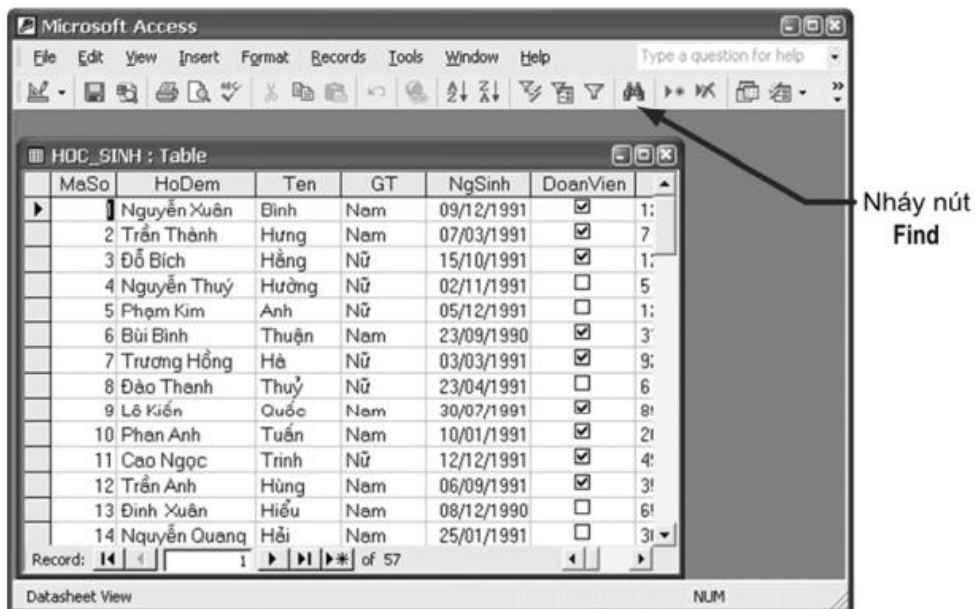 Microsoft Access
File Edit View Insert Format Records Tools Window Help Type a question for help
HOC_SINH : Table
MaSo HoDem Ten GT NgSinh DoanVien
1 Nguyễn Xuân Bình Nam 09/12/1991
2 Trần Thành Hưng Nam 07/03/1991
3 Đỗ Bích Hằng Nữ 15/10/1991
4 Nguyễn Thuý Hường Nữ 02/11/1991 5
5 Phạm Kim Anh Nữ 05/12/1991
6 Bùi Bình Thuận Nam 23/09/1990
7 Trương Hồng Hà Nữ 03/03/1991
8 Đào Thanh Thuỷ Nữ 23/04/1991 6
9 Lê Kiến Quốc Nam 30/07/1991
10 Phan Anh Tuấn Nam 10/01/1991
11 Cao Ngọc Trinh Nữ 12/12/1991
12 Trần Anh Hùng Nam 06/09/1991
13 Đinh Xuân Hiếu Nam 08/12/1990
14 Nguyễn Quang Hải Nam 25/01/1991
Record: 1 of 57
Datasheet View NUM
Nháy nút
Find